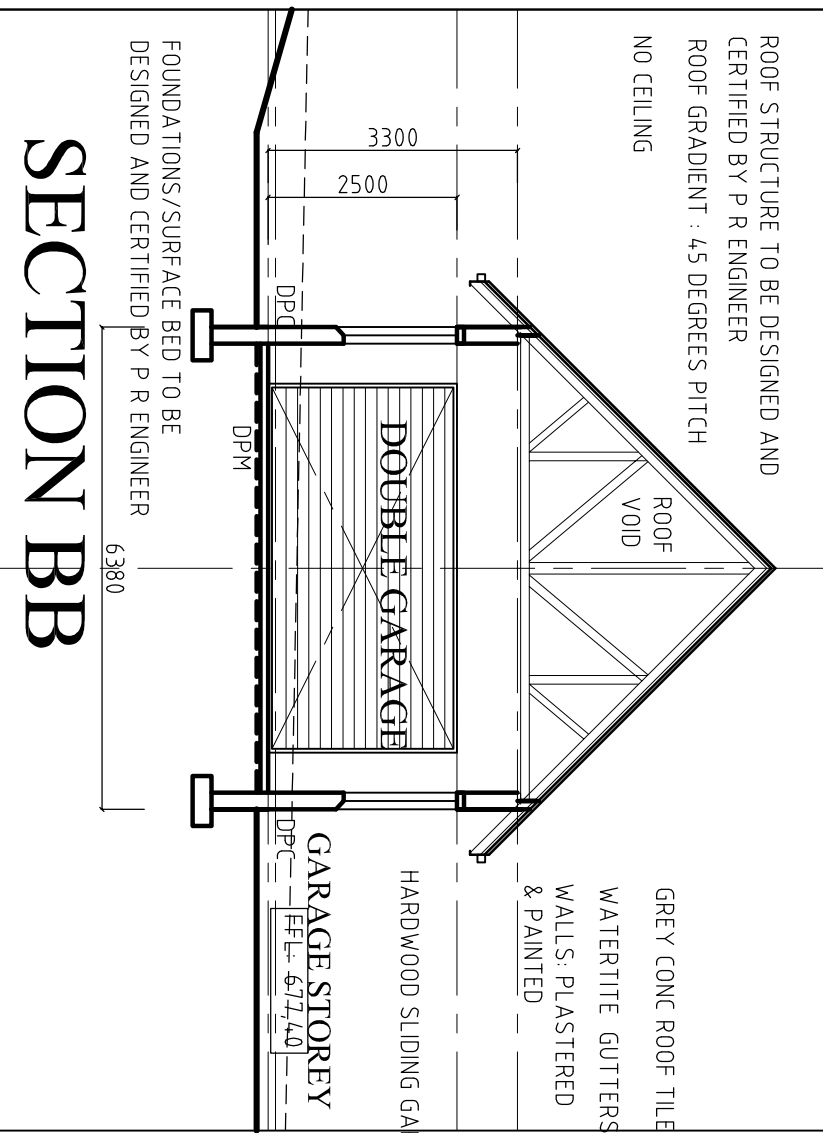 ROOF STRUCTURE TO BE DESIGNED AND
CERTIFIED BY P R ENGINEER
ROOF GRADIENT : 45 DEGREES PITCH
NO CEILING
GREY CONC ROOF TILE
WATERTITE GUTTERS
WALLS: PLASTERED
& PAINTED
ROOF
VOID
3300
2500
DOUBLE GARAGE
HARDWOOD SLIDING GA
GARAGE STOREY
FFL: 677,40
DPC
DPC
DPM
FOUNDATIONS/SURFACE BED TO BE
DESIGNED AND CERTIFIED BY P R ENGINEER
6380
SECTION BB